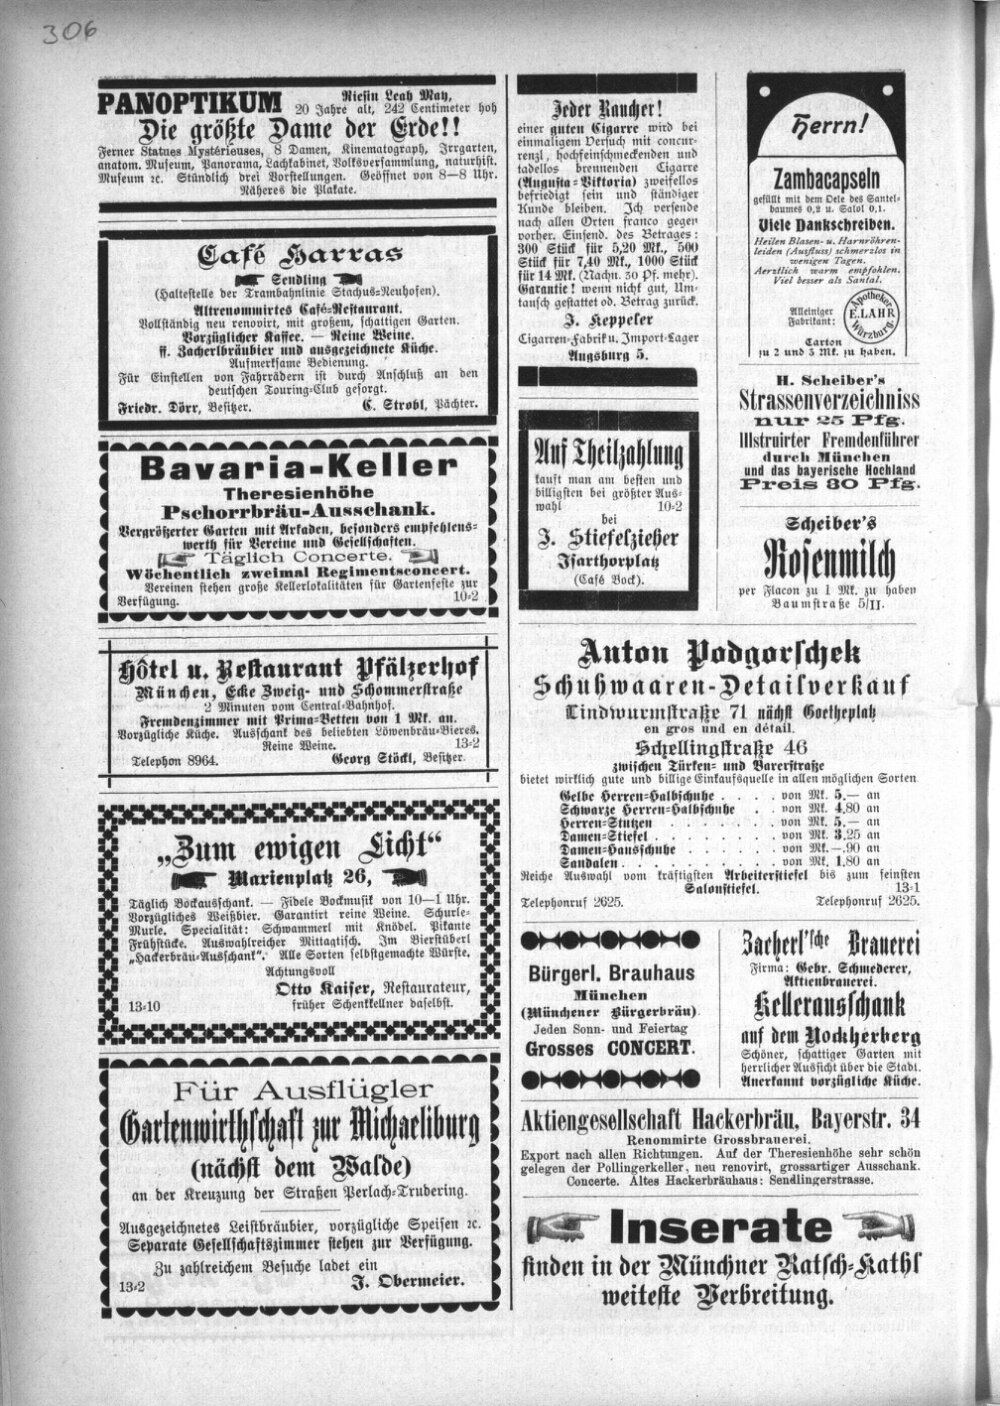 306
PANOPTIKUM
Riesin Leah May,
20 Jahre alt, 242 Centimeter hoh
Die größte Dame der Erde!!
Ferner Statues Mystérieuses, 8 Damen, Kinematograph, Irrgarten,
anatom. Museum, Panorama, Lachkabinet, Volksversammlung, naturhist.
Museum ꝛc. Stündlich drei Vorstellungen. Geöffnet von 8–8 Uhr.
Näheres die Plakate.
Café Harras
Sendling
(Haltestelle der Trambahnlinie Stachus-Neuhofen).
Altrenommirtes Café-Restaurant.
Vollständig neu renovirt, mit großem, schattigen Garten.
Vorzüglicher Kaffee. — Reine Weine.
ff. Zacherlbräubier und ausgezeichnete Küche.
Aufmerksame Bedienung.
Für Einstellen von Fahrrädern ist durch Anschluß an den
deutschen Touring-Club gesorgt.
Friedr. Dörr, Besitzer. C. Strobl, Pächter.
Bavaria-Keller
Theresienhöhe
Pschorrbräu-Ausschank.
Vergrößerter Garten mit Arkaden, besonders empfehlens-
werth für Vereine und Gesellschaften.
Täglich Concerte.
Wöchentlich zweimal Regimentsconcert.
Vereinen stehen große Kellerlokalitäten für Gartenfeste zur
Verfügung. 10-2
Hôtel u. Restaurant Pfälzerhof
München, Ecke Zweig- und Schommerstraße
2 Minuten vom Central-Bahnhof.
Fremdenzimmer mit Prima-Betten von 1 Mk. an.
Vorzügliche Küche. Ausschank des beliebten Löwenbräu-Bieres.
Reine Weine. 13-2
Telephon 8964. Georg Stöckl, Besitzer.
„Zum ewigen Licht“
Marienplatz 26,
Täglich Bockausschank. — Fidele Bockmusik von 10—1 Uhr.
Vorzügliches Weißbier. Garantirt reine Weine. Schurle-
Murle. Specialität: Schwammerl mit Knödel. Pikante
Frühstücke. Auswahlreicher Mittagtisch. Im Bierstüberl
„Hackerbräu-Ausschank“. Alle Sorten selbstgemachte Würste.
Achtungsvoll
Otto Kaiser, Restaurateur,
13-10 früher Schenkkellner daselbst.
Für Ausflügler
Gartenwirthschaft zur Michaeliburg
(nächst dem Walde)
an der Kreuzung der Straßen Perlach-Trudering.
Ausgezeichnetes Leistbräubier, vorzügliche Speisen ꝛc.
Separate Gesellschaftszimmer stehen zur Verfügung.
Zu zahlreichem Besuche ladet ein
13-2 J. Obermeier.
Jeder Raucher!
einer guten Cigarre wird bei
einmaligem Versuch mit concur-
renzl, hochfeinschmeckenden und
tadellos brennenden Cigarre
(Augusta-Viktoria) zweifellos
befriedigt sein und ständiger
Kunde bleiben. Ich versende
nach allen Orten franco gegen
vorher. Einsend. des Betrages:
300 Stück für 5,20 Mk., 500
Stück für 7,40 Mk., 1000 Stück
für 14 Mk. (Nachn. 30 Pf. mehr).
Garantie! wenn nicht gut, Um-
tausch gestattet od. Betrag zurück.
J. Keppeler
Cigarren-Fabrik u. Import-Lager
Augsburg 5.
Auf Theilzahlung
kauft man am besten und
billigsten bei größter Aus-
wahl 10-2
bei
J. Stiefelzieher
Isarthorplatz
(Café Bock).
Herrn!
Zambacapseln
gefüllt mit dem Oele des Santel-
baumes 0,2 u. Salol 0,1.
Viele Dankschreiben.
Heilen Blasen- u. Harnröhren-
leiden (Ausfluss) schmerzlos in
wenigen Tagen.
Aerztlich warm empfohlen.
Viel besser als Santal.
Alleiniger
Fabrikant:
Apotheker
E. LAHR
Würzburg
Carton
zu 2 und 3 Mk. zu haben.
H. Scheiber's
Strassenverzeichniss
nur 25 Pfg.
Illstruirter Fremdenführer
durch München
und das bayerische Hochland
Preis 30 Pfg.
Scheiber's
Rosenmilch
per Flacon zu 1 Mk. zu haben
Baumstraße 5/II.
Anton Podgorschek
Schuhwaaren-Detailverkauf
Lindwurmstraße 71 nächst Goetheplatz
en gros und en détail.
Schellingstraße 46
zwischen Türken- und Barerstraße
bietet wirklich gute und billige Einkaufsquelle in allen möglichen Sorten
Gelbe Herren-Halbschuhe . . . . von Mk. 5.— an
Schwarze Herren-Halbschuhe . . . von Mk. 4.80 an
Herren-Stutzen . . . . . . . von Mk. 5.— an
Damen-Stiefel . . . . . . . von Mk. 3.25 an
Damen-Hausschuhe . . . . . . von Mk. —.90 an
Sandalen . . . . . . . . . von Mk. 1.80 an
Reiche Auswahl vom kräftigsten Arbeiterstiefel bis zum feinsten
Salonstiefel. 13-1
Telephonruf 2625. Telephonruf 2625.
Bürgerl. Brauhaus
München
(Münchener Bürgerbräu)
Jeden Sonn- und Feiertag
Grosses CONCERT.
Zacherl'sche Brauerei
Firma: Gebr. Schmederer,
Aktienbrauerei.
Kellerausschank
auf dem Nockherberg
Schöner, schattiger Garten mit
herrlicher Aussicht über die Stadt.
Anerkannt vorzügliche Küche.
Aktiengesellschaft Hackerbräu, Bayerstr. 34
Renommirte Grossbrauerei.
Export nach allen Richtungen. Auf der Theresienhöhe sehr schön
gelegen der Pollingerkeller, neu renovirt, grossartiger Ausschank.
Concerte. Altes Hackerbräuhaus: Sendlingerstrasse.
Inserate
finden in der Münchner Ratsch-Kathl
weiteste Verbreitung.